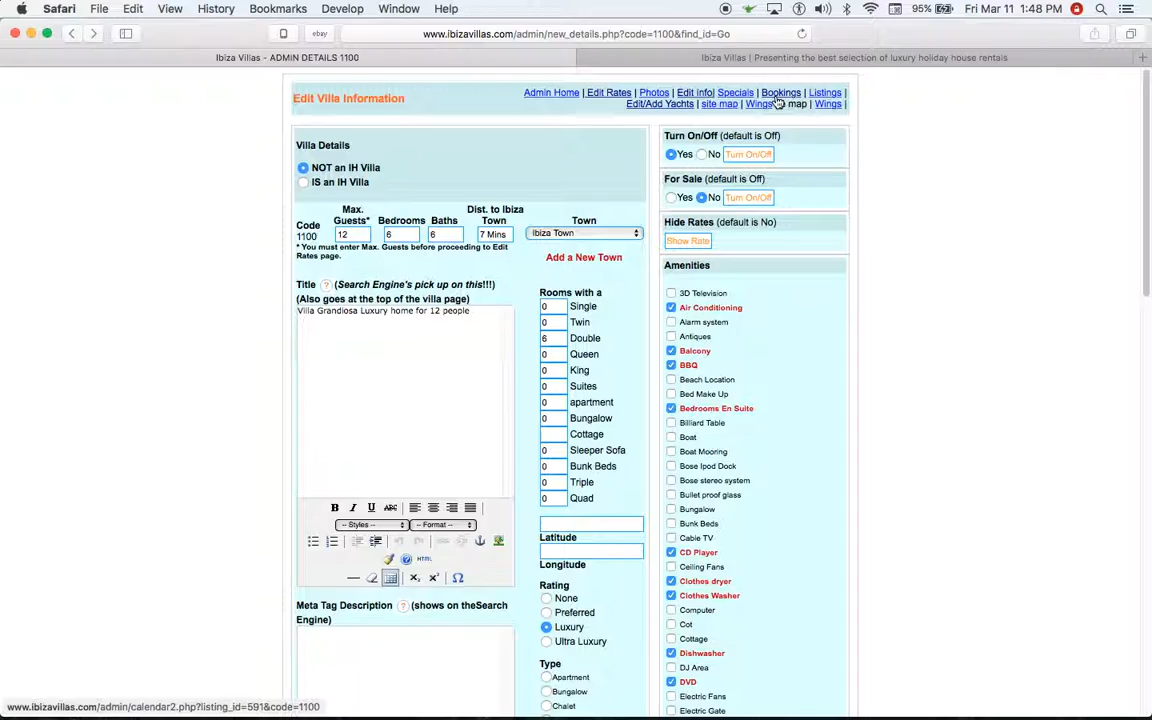 Safari File Edit View History Bookmarks Develop Window Help 95% Fri Mar 11 1:48 PM
ebay www.ibizavillas.com/admin/new_details.php?code=1100&find_id=Go
Ibiza Villas - ADMIN DETAILS 1100 Ibiza Villas | Presenting the best selection of luxury holiday house rentals
Edit Villa Information
Admin Home | Edit Rates | Photos | Edit info| Specials | Bookings | Listings |
Edit/Add Yachts | site map | Wings map | Wings |
Villa Details
NOT an IH Villa
IS an IH Villa
Code
1100
Max.
Guests*
12
Bedrooms
6
Baths
6
Dist. to Ibiza
Town
7 Mins
Town
Ibiza Town
* You must enter Max. Guests before proceeding to Edit
Rates page.
Add a New Town
Title ? (Search Engine's pick up on this!!!)
(Also goes at the top of the villa page)
Villa Grandiosa Luxury home for 12 people
B I U ABC
-- Styles -- -- Format --
HTML
x₂ x² Ω
Meta Tag Description ? (shows on theSearch
Engine)
Rooms with a
0 Single
0 Twin
6 Double
0 Queen
0 King
0 Suites
0 apartment
0 Bungalow
Cottage
0 Sleeper Sofa
0 Bunk Beds
0 Triple
0 Quad
Latitude
Longitude
Rating
None
Preferred
Luxury
Ultra Luxury
Type
Apartment
Bungalow
Chalet
Turn On/Off (default is Off)
Yes No Turn On/Off
For Sale (default is Off)
Yes No Turn On/Off
Hide Rates (default is No)
Show Rate
Amenities
3D Television
Air Conditioning
Alarm system
Antiques
Balcony
BBQ
Beach Location
Bed Make Up
Bedrooms En Suite
Billiard Table
Boat
Boat Mooring
Bose Ipod Dock
Bose stereo system
Bullet proof glass
Bungalow
Bunk Beds
Cable TV
CD Player
Ceiling Fans
Clothes dryer
Clothes Washer
Computer
Cot
Cottage
Dishwasher
DJ Area
DVD
Electric Fans
Electric Gate
www.ibizavillas.com/admin/calendar2.php?listing_id=591&code=1100